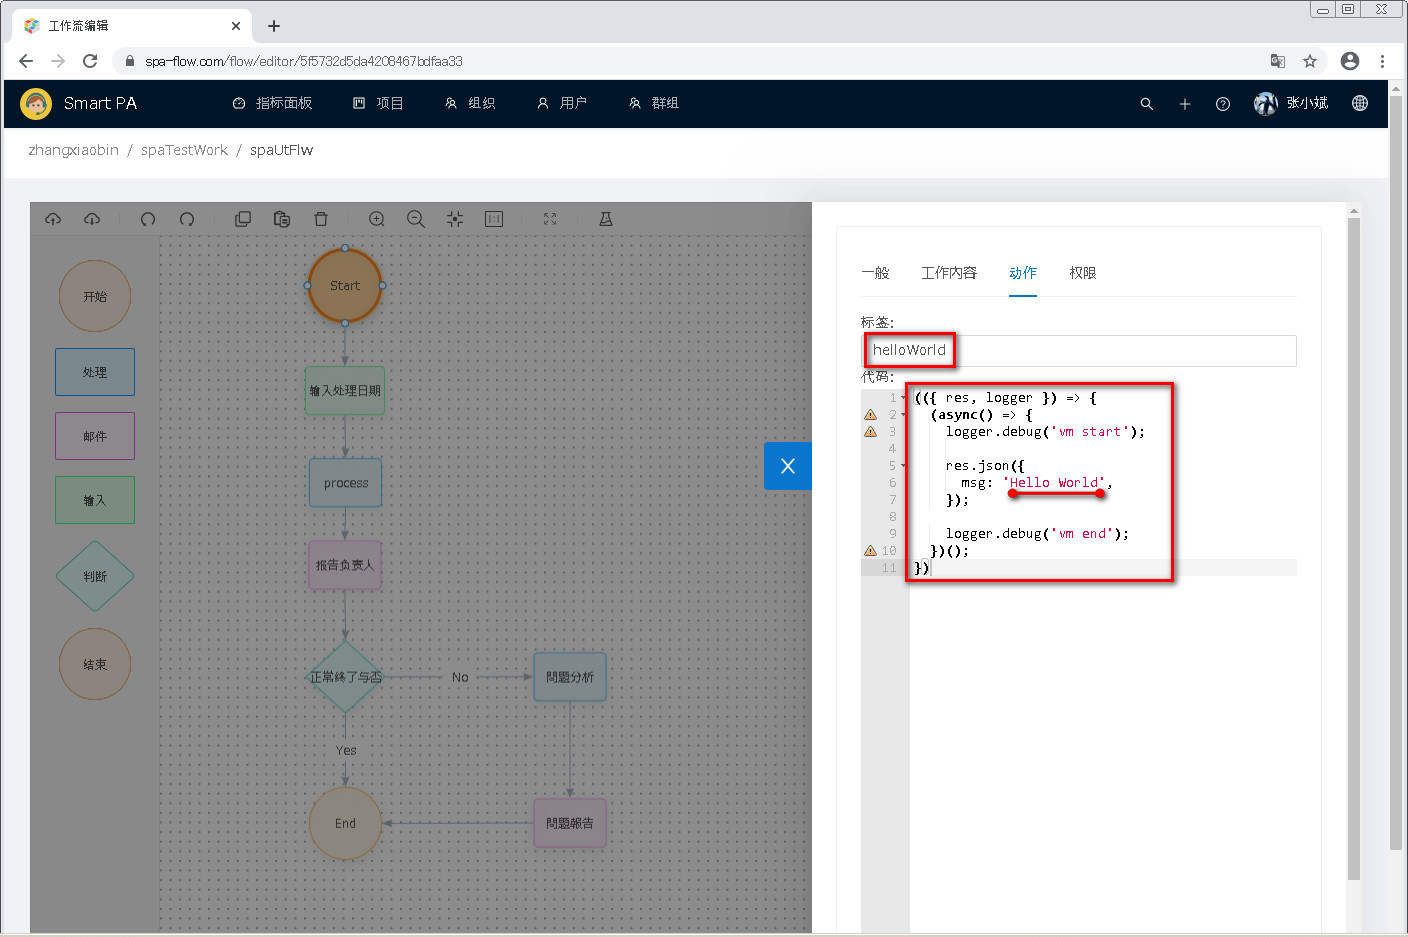 工作流编辑
spa-flow.com/flow/editor/5f5732d5da4208467bdfaa33
Smart PA 指标面板 项目 组织 用户 群组 张小斌
zhangxiaobin / spaTestWork / spaUtFlw
开始
处理
邮件
输入
判断
结束
Start
输入处理日期
process
报告负责人
正常终了与否
No
問題分析
Yes
End
問題報告
X
一般 工作内容 动作 权限
标签:
helloWorld
代码:
1 (({ res, logger }) => {
2 (async() => {
3 logger.debug('vm start');
4
5 res.json({
6 msg: 'Hello World',
7 });
8
9 logger.debug('vm end');
10 })();
11 })